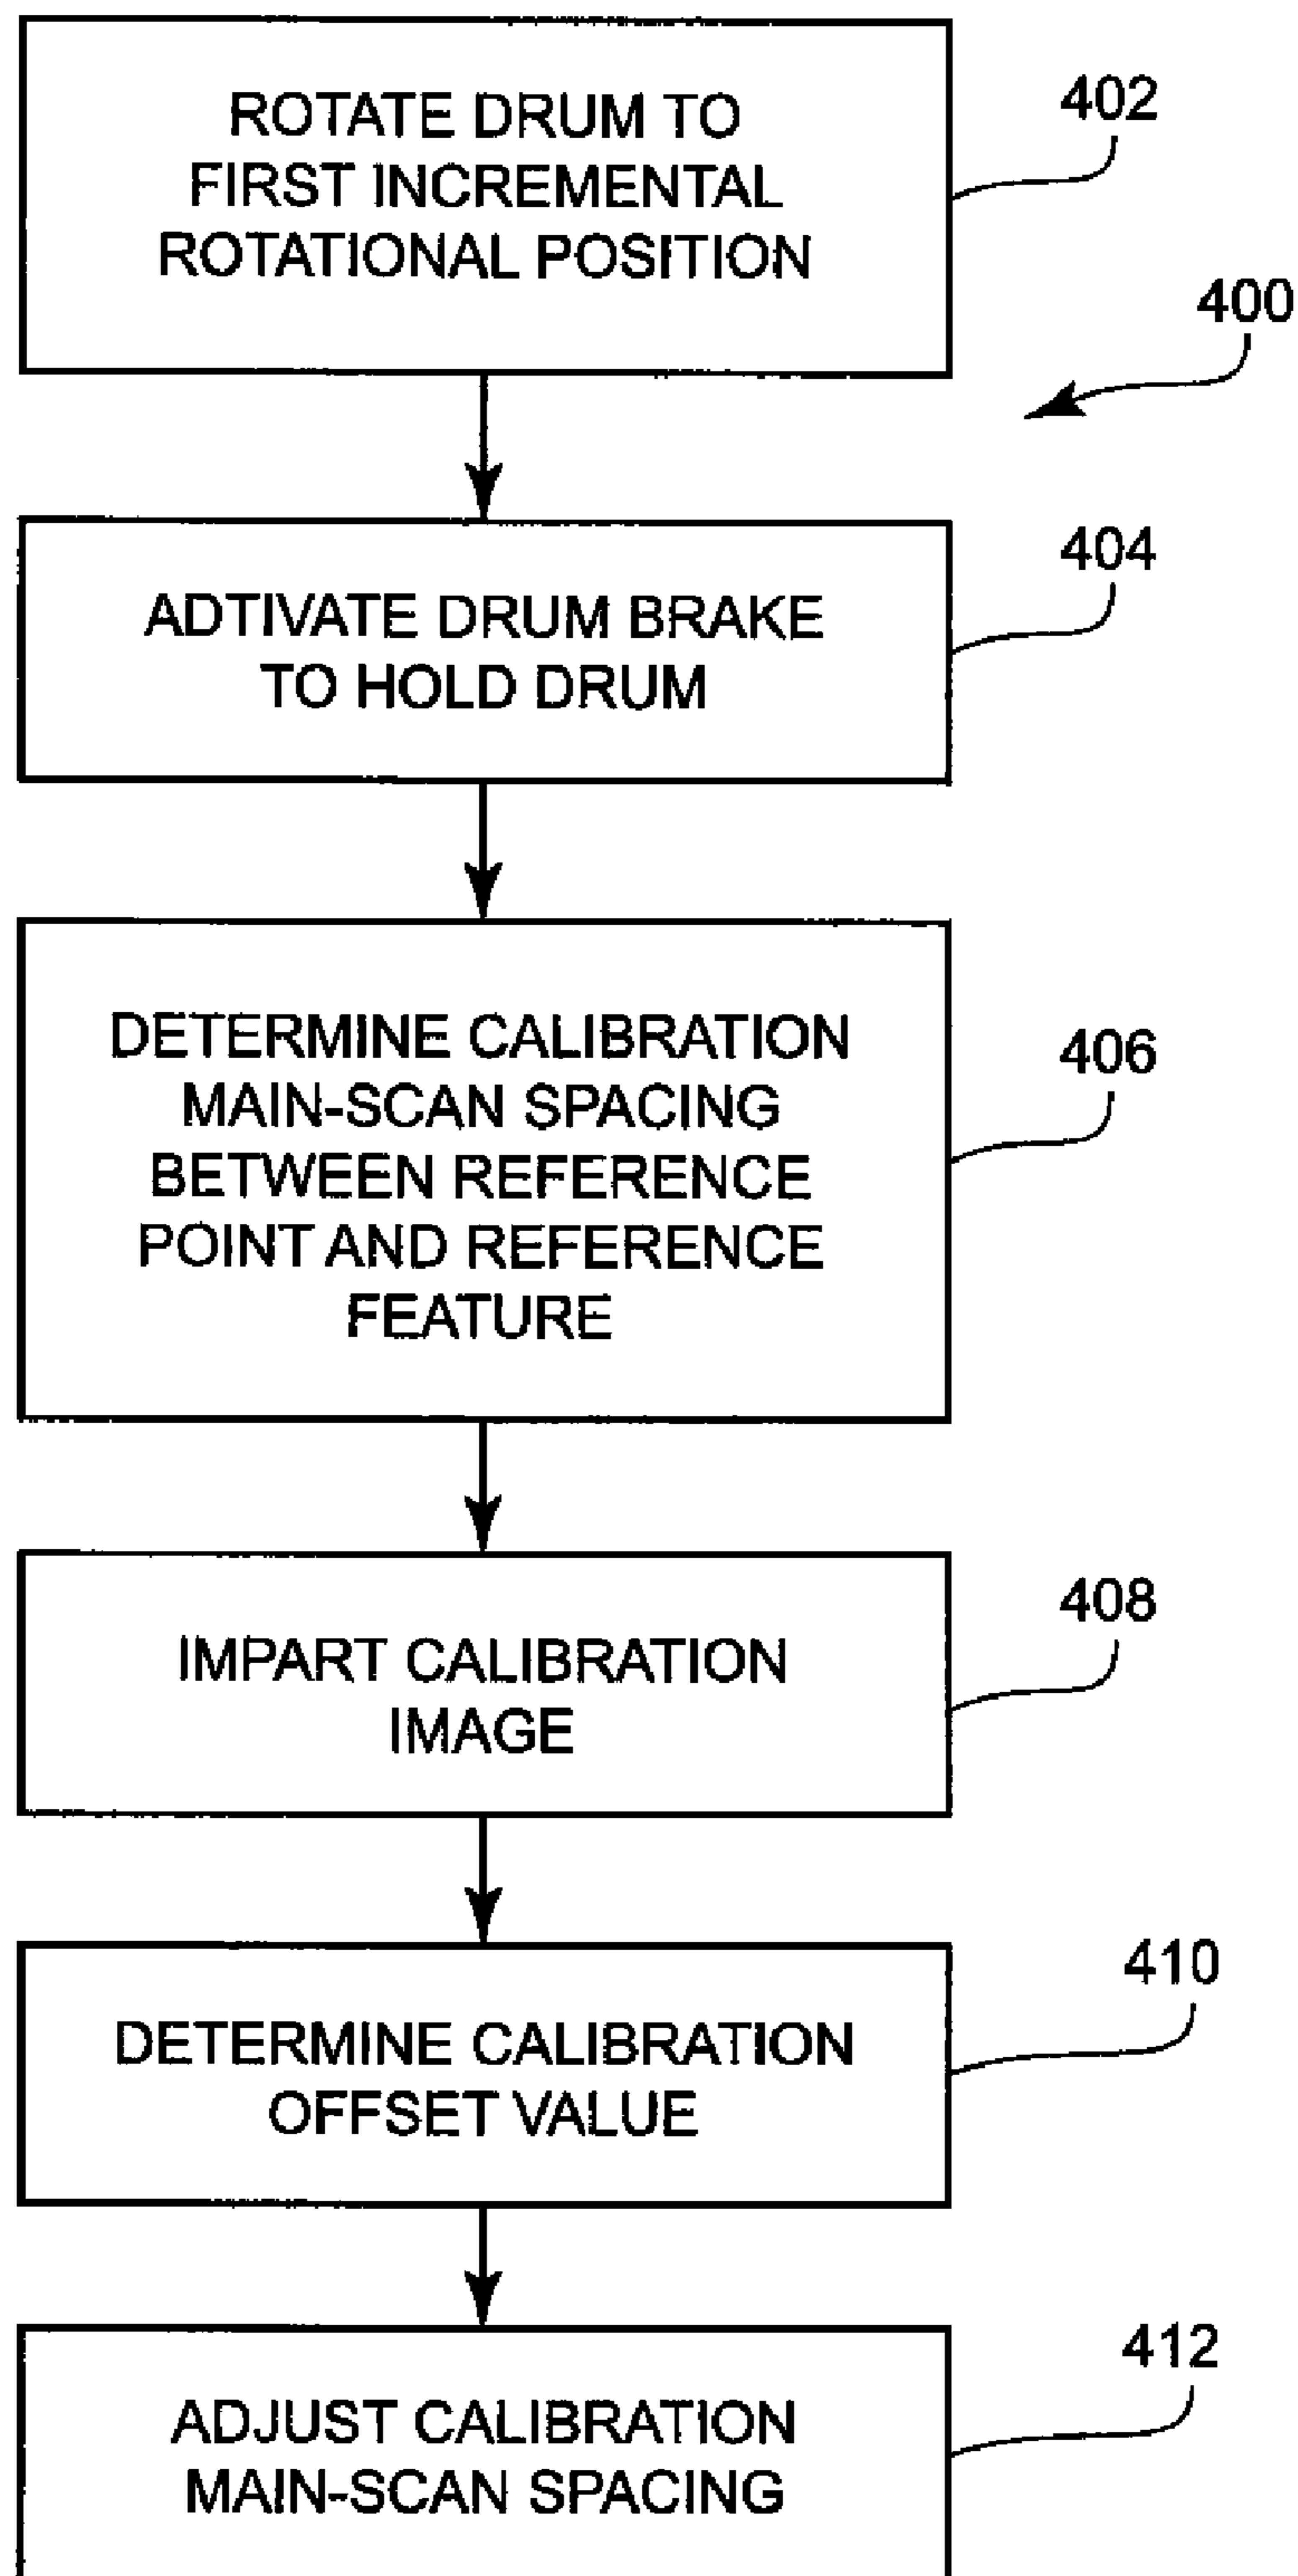 ROTATE DRUM TO
FIRST INCREMENTAL
ROTATIONAL POSITION
402
400
ADTIVATE DRUM BRAKE
TO HOLD DRUM
404
DETERMINE CALIBRATION
MAIN-SCAN SPACING
BETWEEN REFERENCE
POINT AND REFERENCE
FEATURE
406
IMPART CALIBRATION
IMAGE
408
DETERMINE CALIBRATION
OFFSET VALUE
410
ADJUST CALIBRATION
MAIN-SCAN SPACING
412